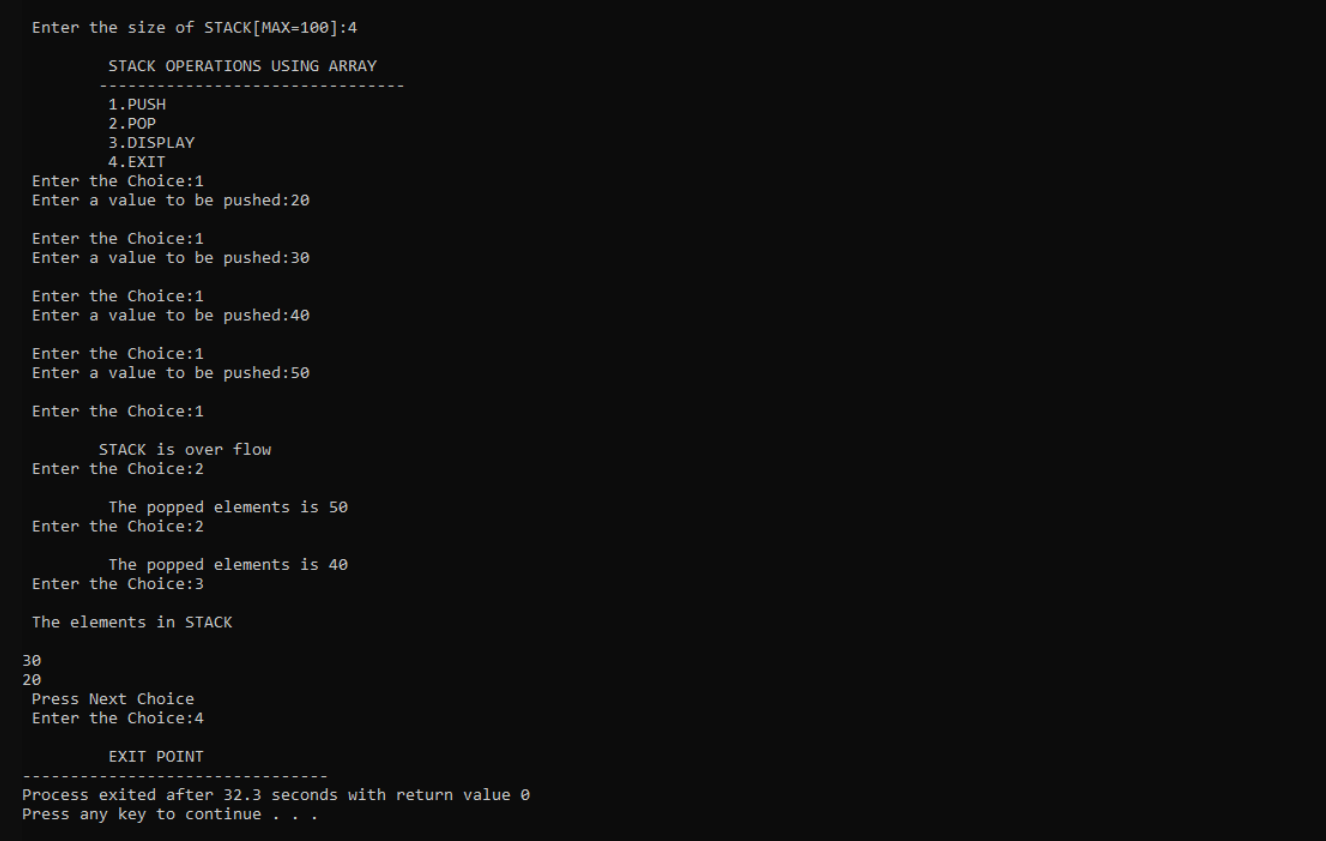 Enter the size of STACK[MAX=100]:4
STACK OPERATIONS USING ARRAY
--------------------------------
1.PUSH
2.POP
3.DISPLAY
4.EXIT
Enter the Choice:1
Enter a value to be pushed:20
Enter the Choice:1
Enter a value to be pushed:30
Enter the Choice:1
Enter a value to be pushed:40
Enter the Choice:1
Enter a value to be pushed:50
Enter the Choice:1
STACK is over flow
Enter the Choice:2
The popped elements is 50
Enter the Choice:2
The popped elements is 40
Enter the Choice:3
The elements in STACK
30
20
Press Next Choice
Enter the Choice:4
EXIT POINT
--------------------------------
Process exited after 32.3 seconds with return value 0
Press any key to continue . . .